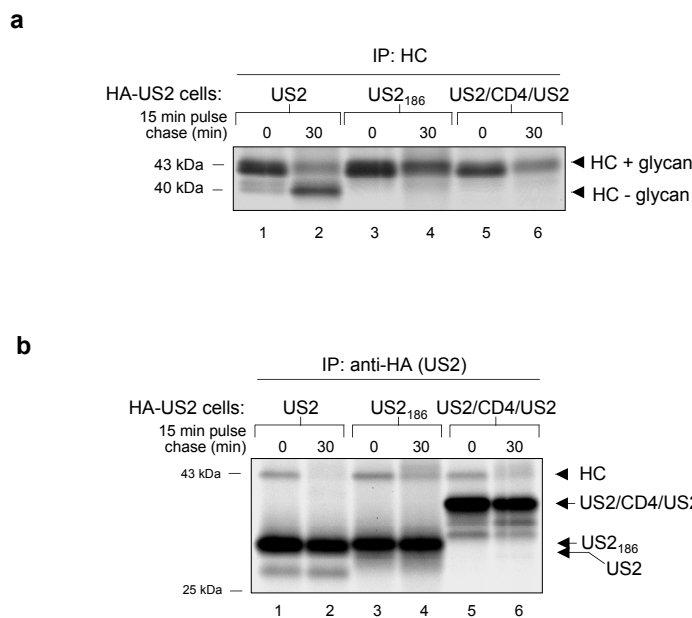 a
IP: HC
HA-US2 cells: US2 US2186 US2/CD4/US2
15 min pulse
chase (min) 0 30 0 30 0 30
43 kDa HC + glycan
40 kDa HC - glycan
1 2 3 4 5 6
b
IP: anti-HA (US2)
HA-US2 cells: US2 US2186 US2/CD4/US2
15 min pulse
chase (min) 0 30 0 30 0 30
43 kDa HC
US2/CD4/US2
US2186
US2
25 kDa
1 2 3 4 5 6